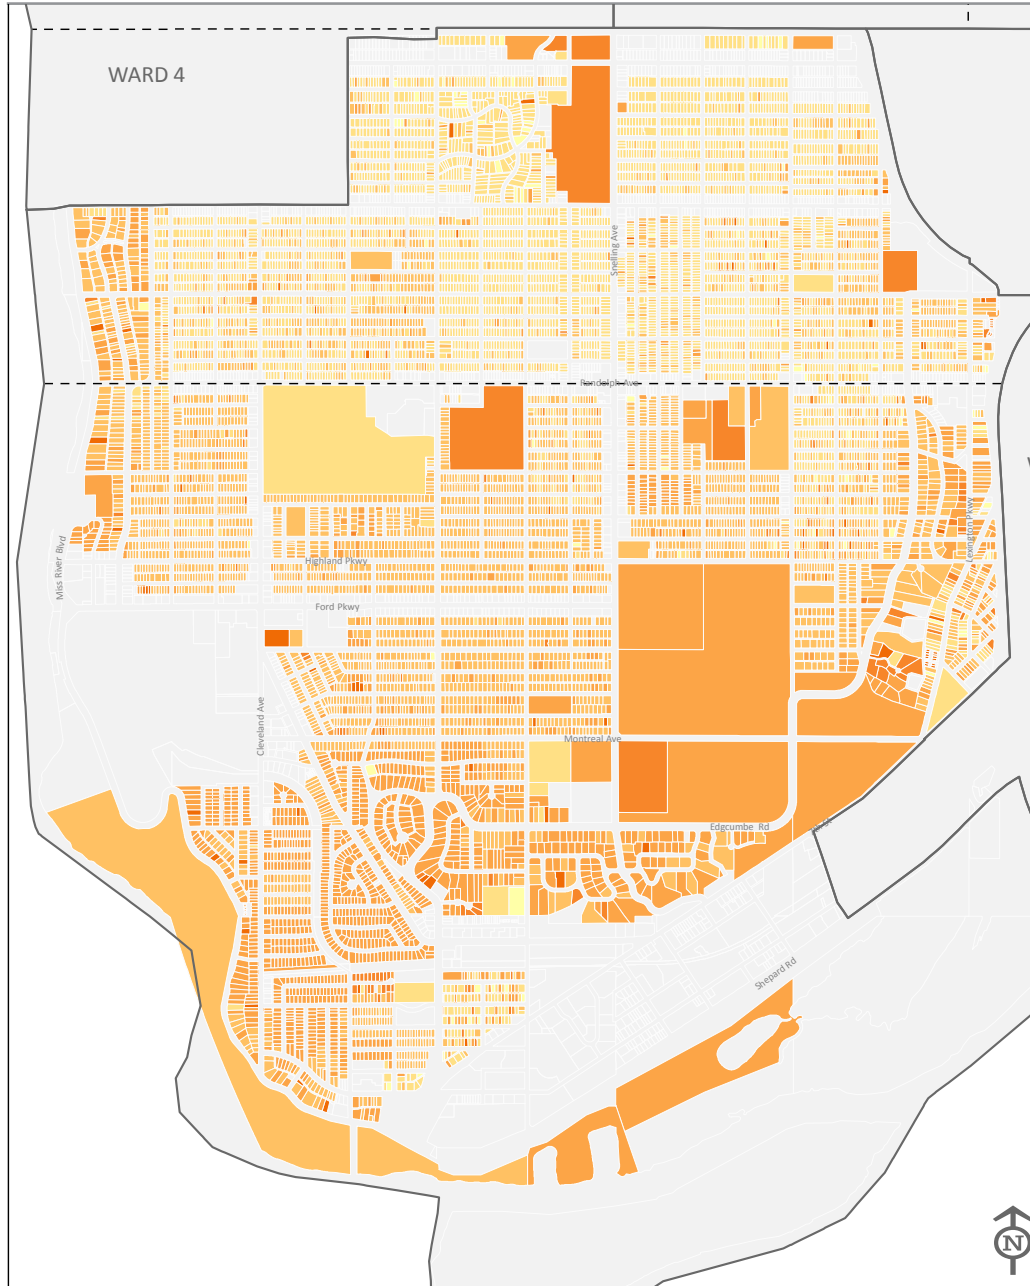 WARD 4
Snelling Ave
Randolph Ave
Lexington Pkwy
Miss River Blvd
Highland Pkwy
Ford Pkwy
Cleveland Ave
Montreal Ave
Edgcumbe Rd
Shepard Rd
N